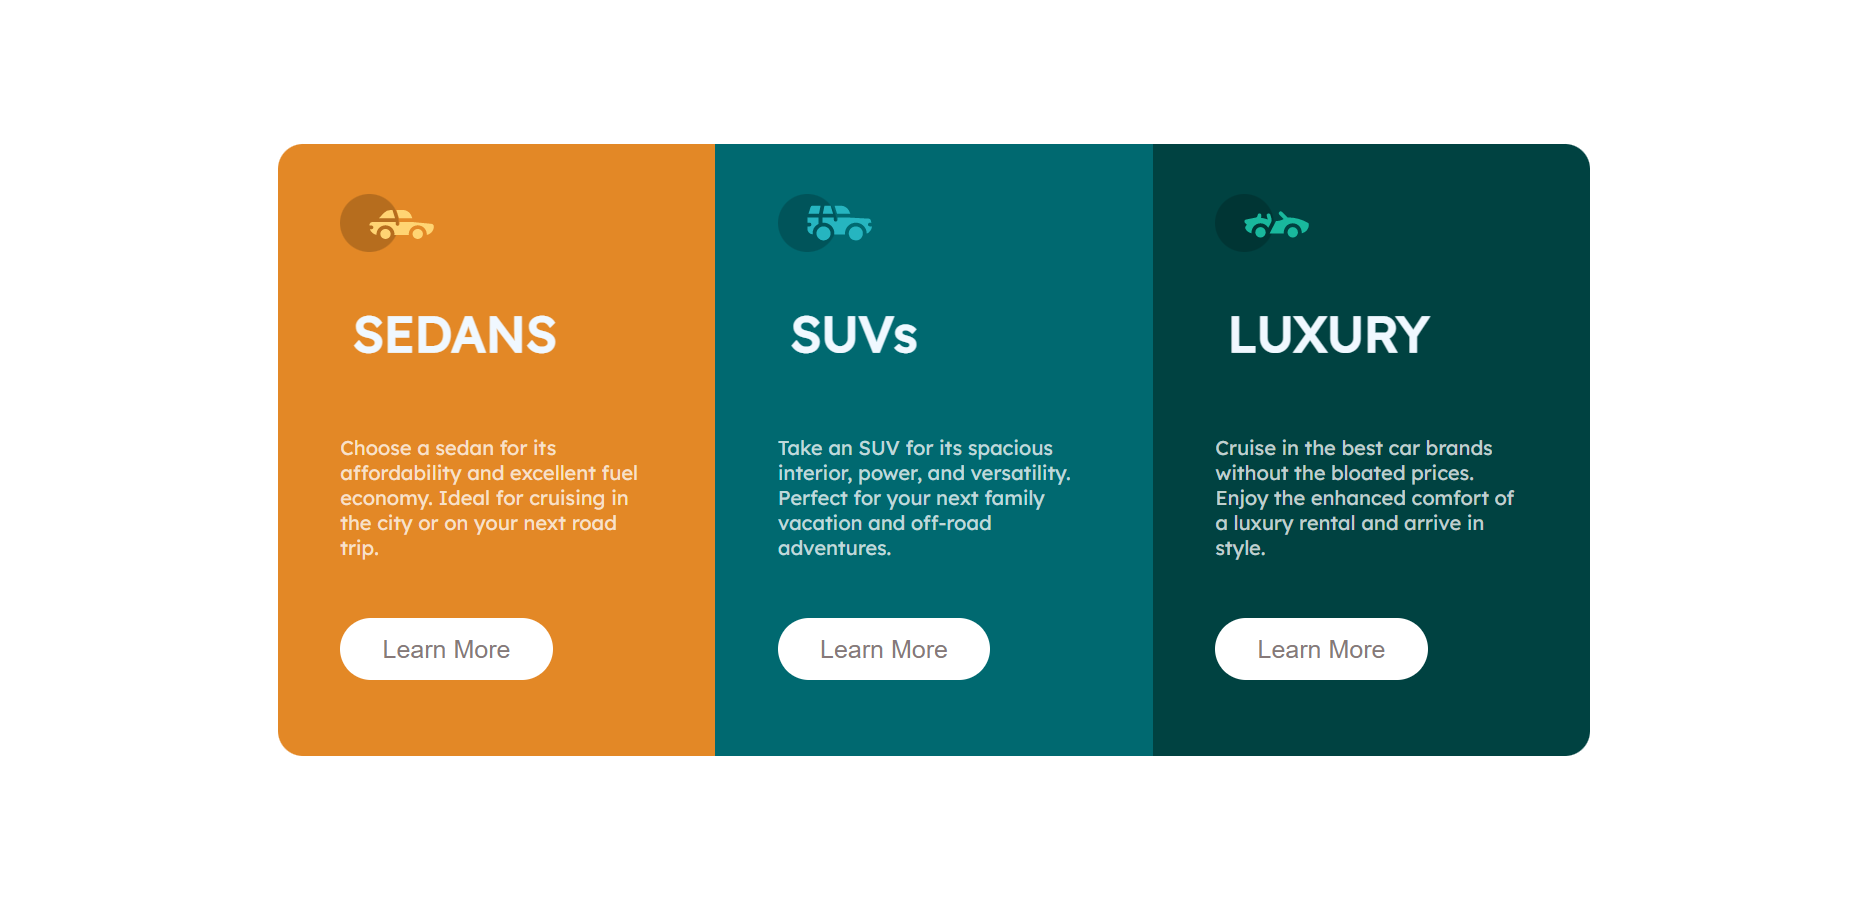 SEDANS
Choose a sedan for its
affordability and excellent fuel
economy. Ideal for cruising in
the city or on your next road
trip.
Learn More
SUVs
Take an SUV for its spacious
interior, power, and versatility.
Perfect for your next family
vacation and off-road
adventures.
Learn More
LUXURY
Cruise in the best car brands
without the bloated prices.
Enjoy the enhanced comfort of
a luxury rental and arrive in
style.
Learn More